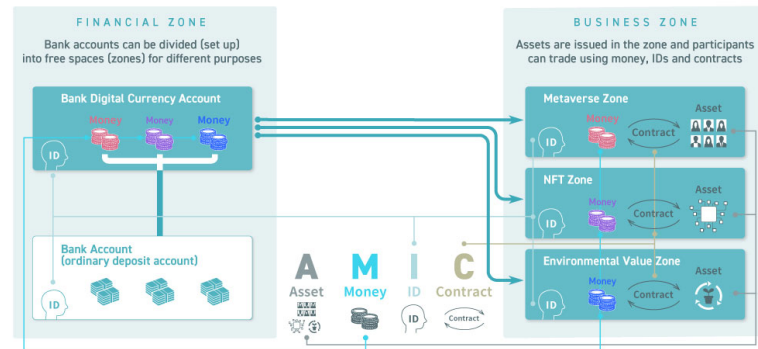 FINANCIAL ZONE
Bank accounts can be divided (set up)
into free spaces (zones) for different purposes
Bank Digital Currency Account
Money
Money
Money
ID
Bank Account
(ordinary deposit account)
ID
A
Asset
M
Money
I
ID
ID
C
Contract
BUSINESS ZONE
Assets are issued in the zone and participants
can trade using money, IDs and contracts
Metaverse Zone
Money
Asset
Contract
ID
NFT Zone
Money
Asset
Contract
ID
Environmental Value Zone
Money
Asset
Contract
ID